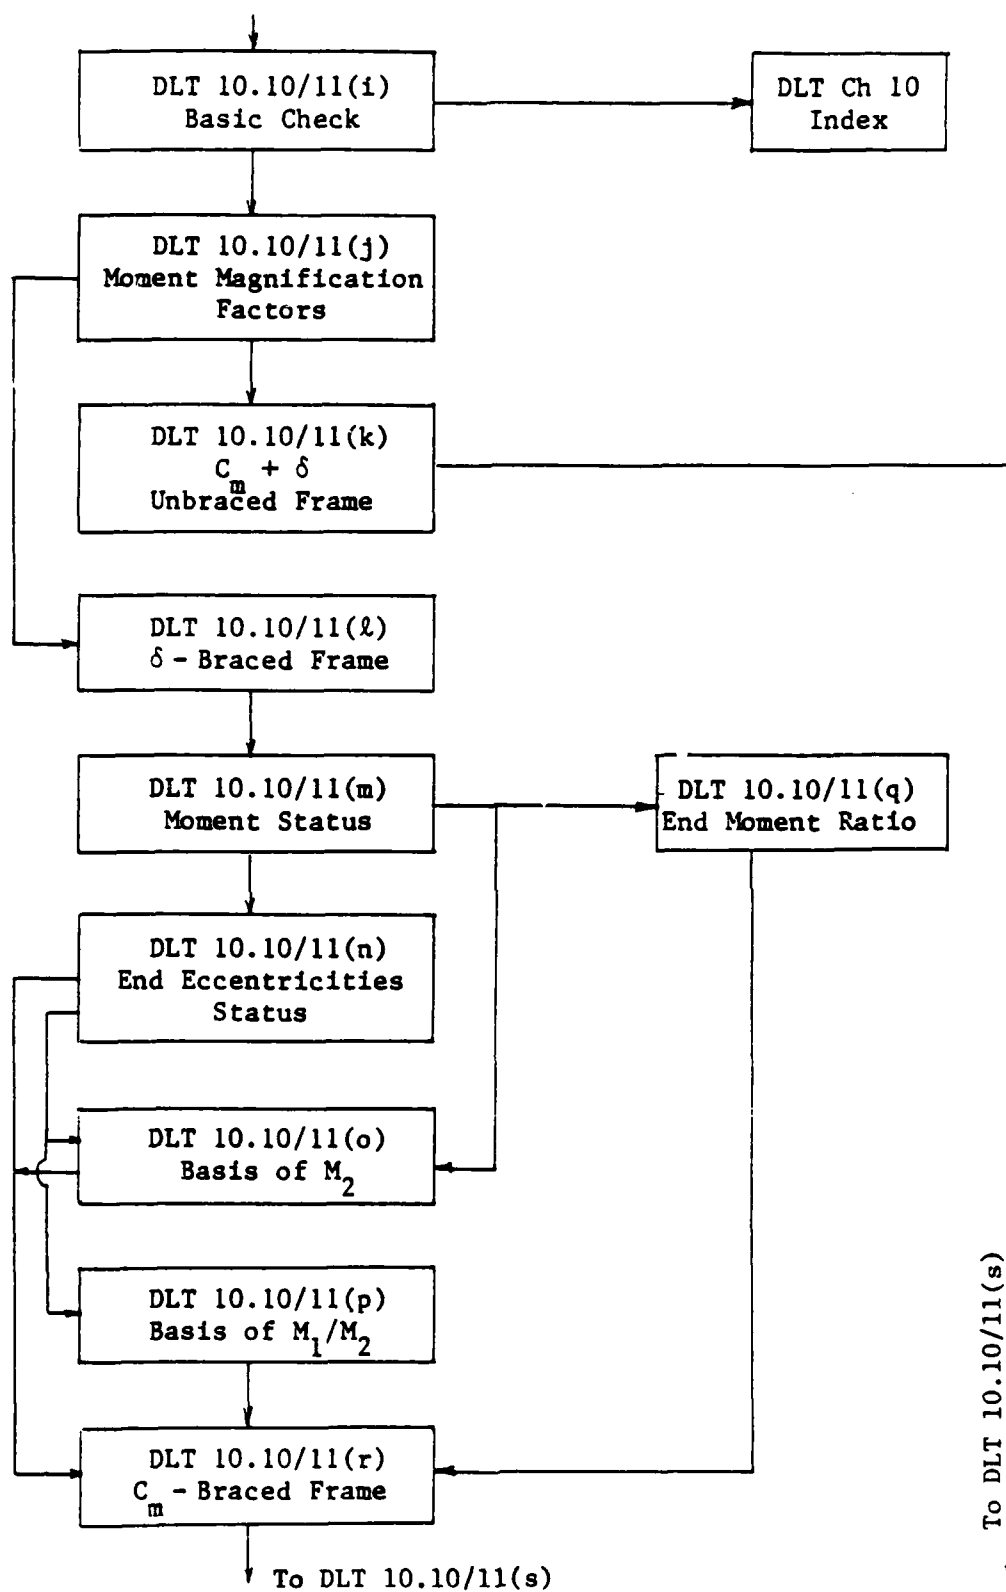 DLT 10.10/11(i)
Basic Check
DLT Ch 10
Index
DLT 10.10/11(j)
Moment Magnification
Factors
DLT 10.10/11(k)
C_m + δ
Unbraced Frame
DLT 10.10/11(ℓ)
δ - Braced Frame
DLT 10.10/11(m)
Moment Status
DLT 10.10/11(q)
End Moment Ratio
DLT 10.10/11(n)
End Eccentricities
Status
DLT 10.10/11(o)
Basis of M_2
DLT 10.10/11(p)
Basis of M_1/M_2
DLT 10.10/11(r)
C_m - Braced Frame
To DLT 10.10/11(s)
To DLT 10.10/11(s)